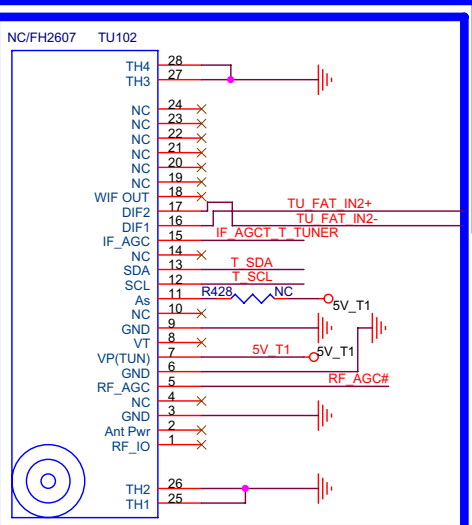 NC/FH2607 TU102
TH4 28
TH3 27
NC 24
NC 23
NC 22
NC 21
NC 20
NC 19
WIF OUT 18
DIF2 17 TU_FAT_IN2+
DIF1 16 TU_FAT_IN2-
IF_AGC 15 IF_AGCT_T_TUNER
NC 14
SDA 13 T_SDA
SCL 12 T_SCL
As 11 R428 NC 5V_T1
NC 10
GND 9
VT 8
VP(TUN) 7 5V_T1 5V_T1
GND 6
RF_AGC 5 RF_AGC#
NC 4
GND 3
Ant Pwr 2
RF_IO 1
TH2 26
TH1 25